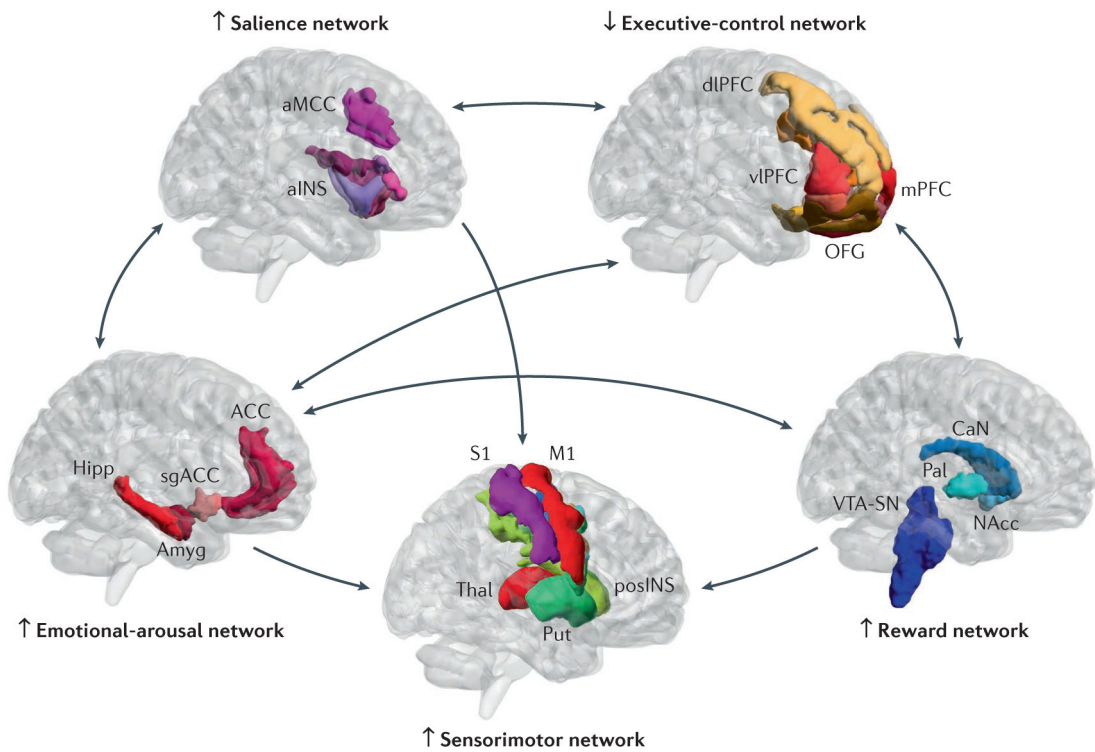 ↑ Salience network
↓ Executive-control network
aMCC
aINS
dlPFC
vlPFC
mPFC
OFG
ACC
Hipp
sgACC
Amyg
↑ Emotional-arousal network
S1
M1
Thal
posINS
Put
↑ Sensorimotor network
CaN
Pal
VTA-SN
NAcc
↑ Reward network